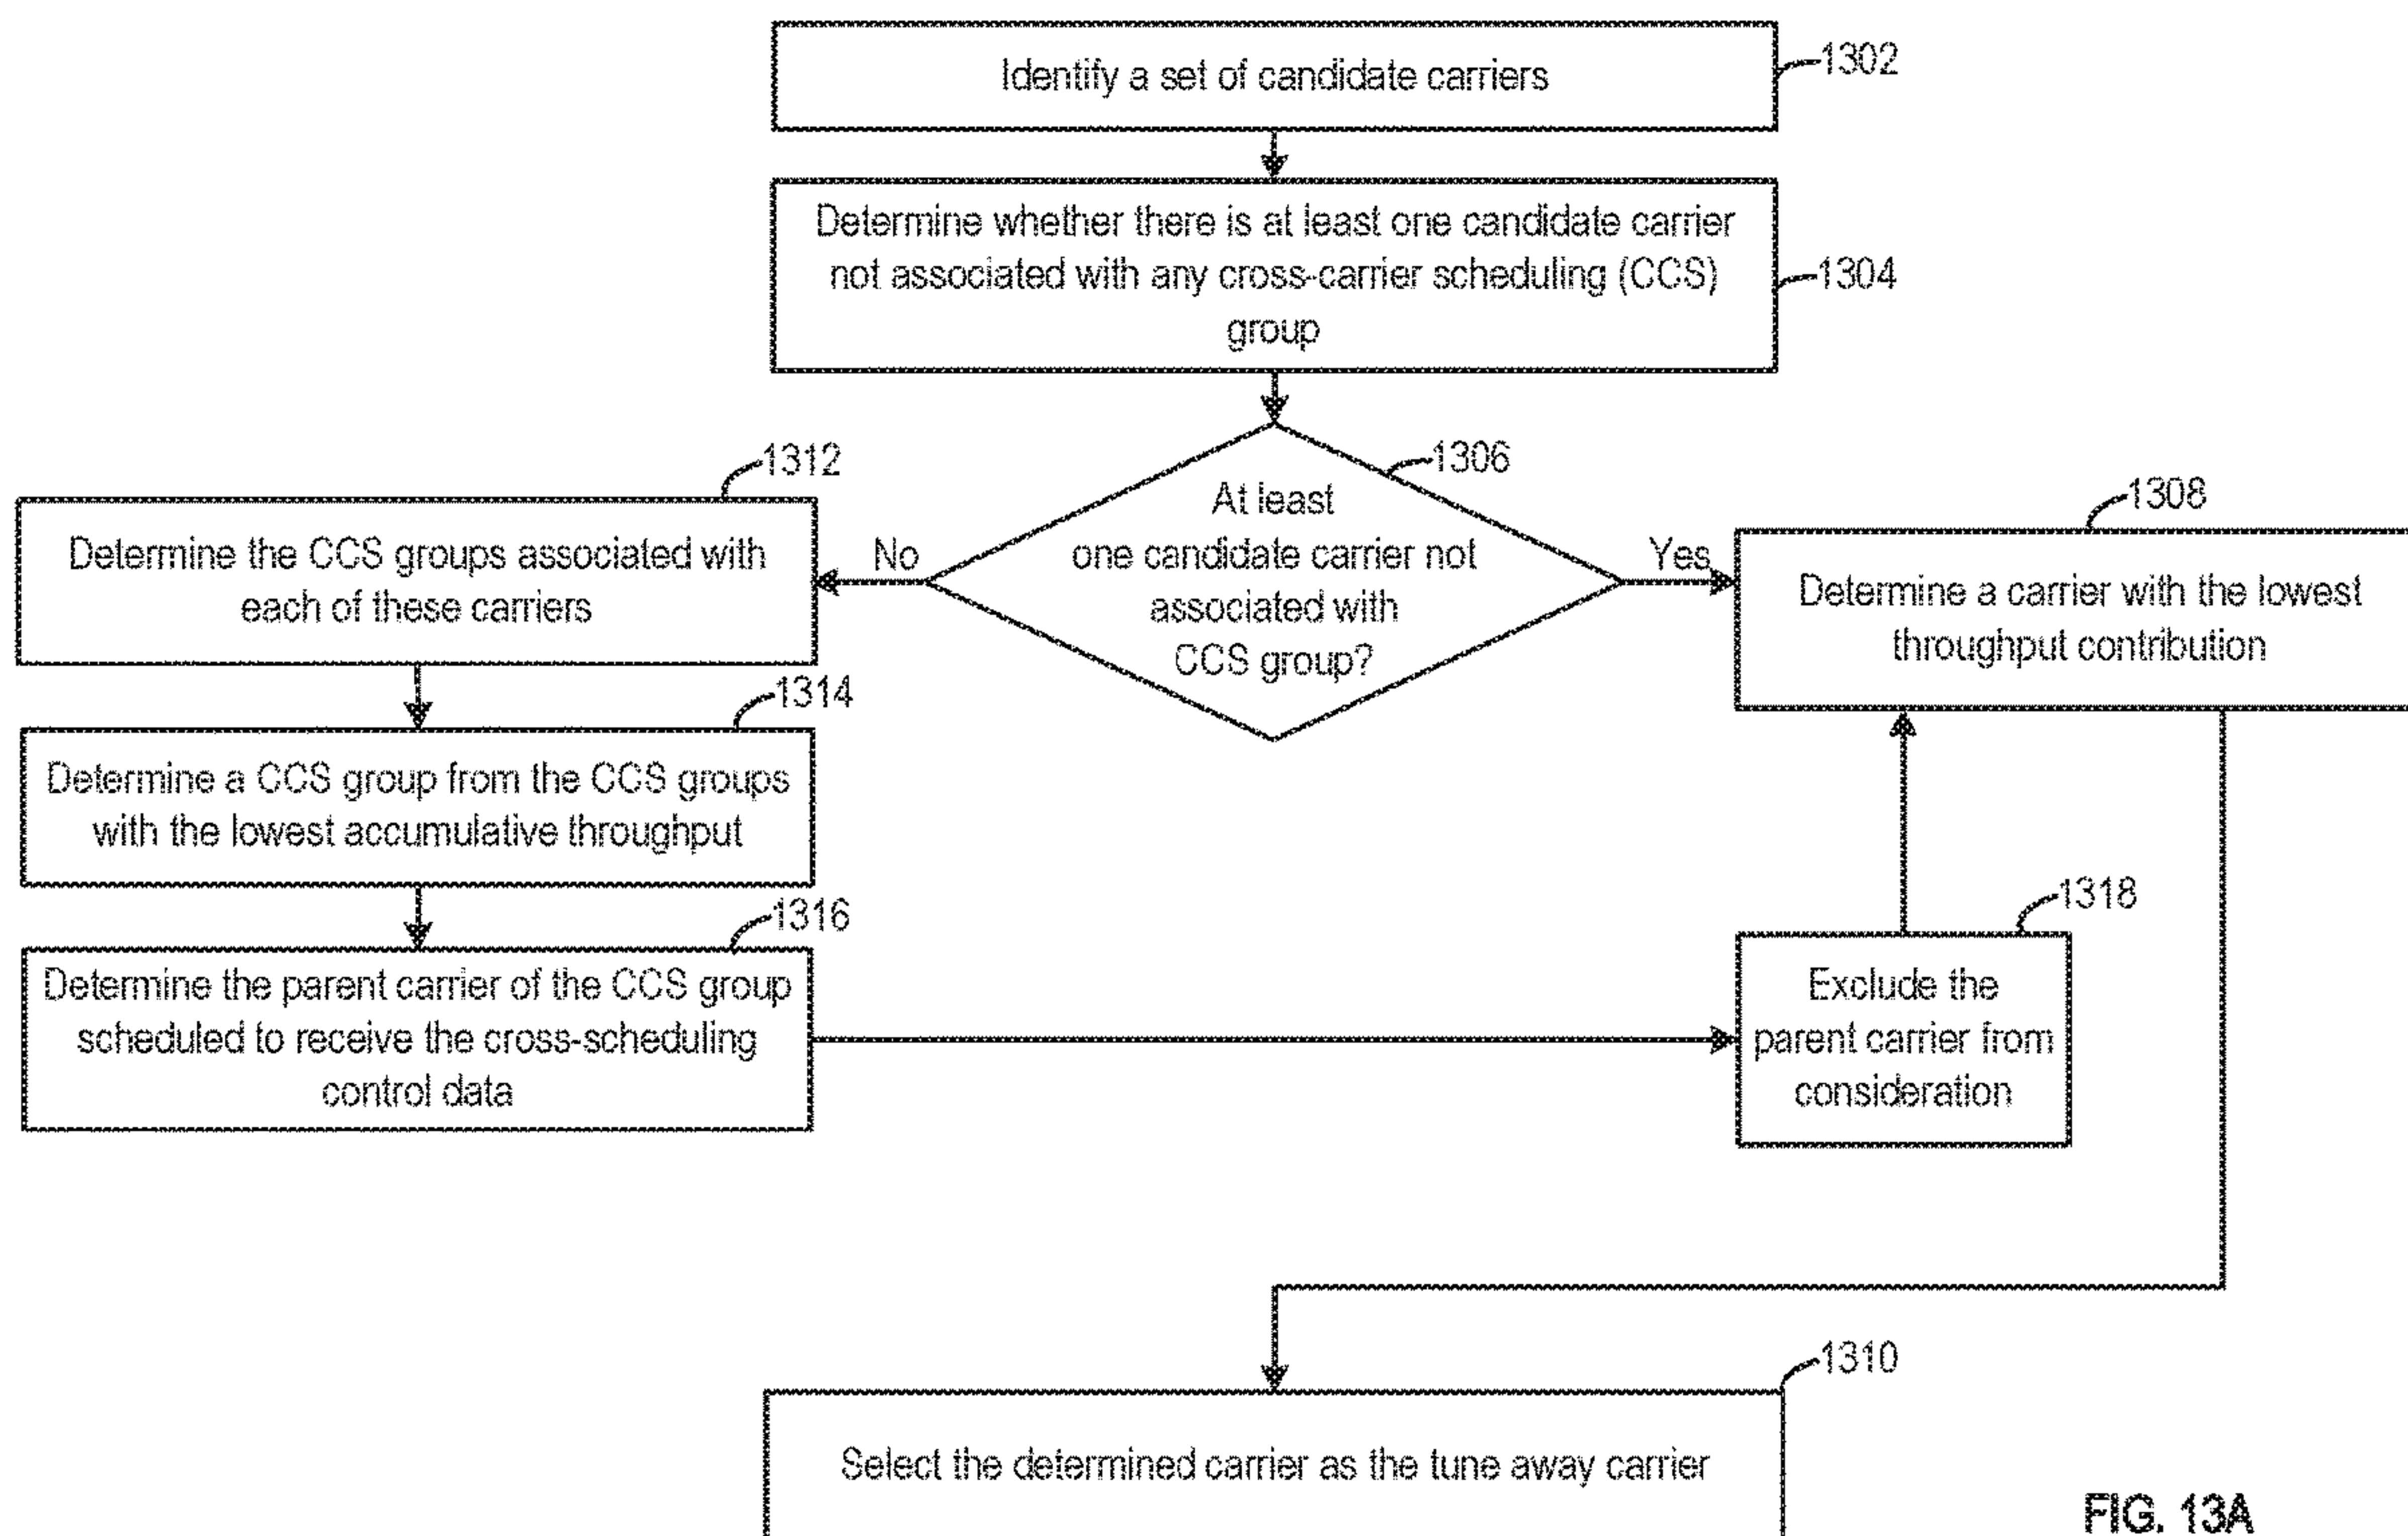 Identify a set of candidate carriers
1302
Determine whether there is at least one candidate carrier
not associated with any cross-carrier scheduling (CCS)
group
1304
1306
At least
one candidate carrier not
associated with
CCS group?
No
Yes
1312
Determine the CCS groups associated with
each of these carriers
1308
Determine a carrier with the lowest
throughput contribution
1314
Determine a CCS group from the CCS groups
with the lowest accumulative throughput
1316
Determine the parent carrier of the CCS group
scheduled to receive the cross-scheduling
control data
1318
Exclude the
parent carrier from
consideration
1310
Select the determined carrier as the tune away carrier
FIG. 13A